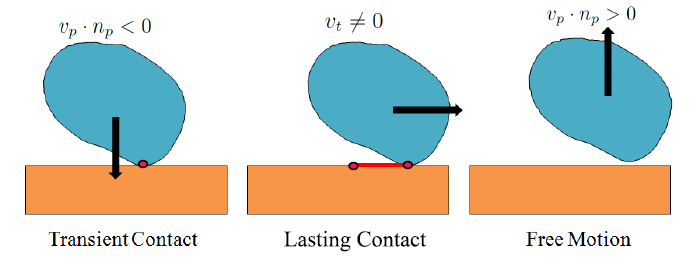 v_p · n_p < 0
v_t ≠ 0
v_p · n_p > 0
Transient Contact
Lasting Contact
Free Motion